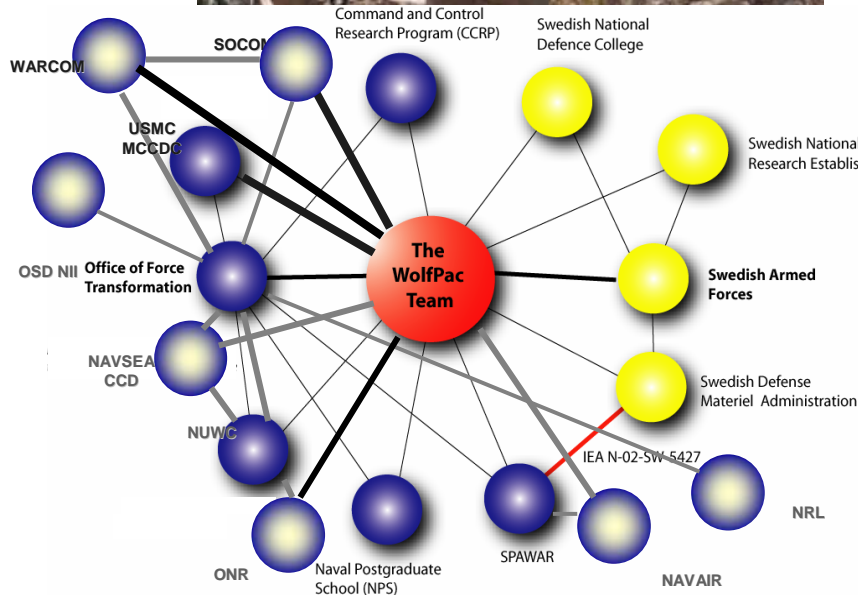 Command and Control
Research Program (CCRP)
Swedish National
Defence College
SOCOM
WARCOM
USMC
MCCDC
Swedish National
Research Establis
The
WolfPac
Team
OSD NII
Office of Force
Transformation
Swedish Armed
Forces
NAVSEA
CCD
Swedish Defense
Materiel Administration
NUWC
IEA N-02-SW-5427
NRL
SPAWAR
ONR
Naval Postgraduate
School (NPS)
NAVAIR